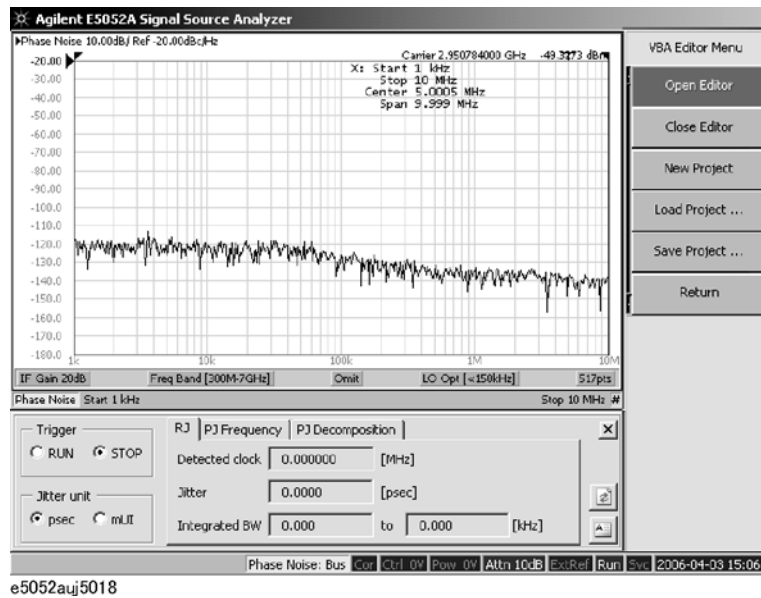 Agilent E5052A Signal Source Analyzer
Phase Noise 10.00dB/ Ref -20.00dBc/Hz
Carrier 2.950784000 GHz -49.3273 dBm
X: Start 1 kHz
Stop 10 MHz
Center 5.0005 MHz
Span 9.999 MHz
-20.00
-30.00
-40.00
-50.00
-60.00
-70.00
-80.00
-90.00
-100.0
-110.0
-120.0
-130.0
-140.0
-150.0
-160.0
-170.0
-180.0
1k 10k 100k 1M 10M
IF Gain 20dB Freq Band [300M-7GHz] Omit LO Opt [<150kHz] 517pts
Phase Noise Start 1 kHz Stop 10 MHz #
VBA Editor Menu
Open Editor
Close Editor
New Project
Load Project ...
Save Project ...
Return
Trigger
RUN STOP
Jitter unit
psec mUI
RJ PJ Frequency PJ Decomposition
Detected clock 0.000000 [MHz]
Jitter 0.0000 [psec]
Integrated BW 0.000 to 0.000 [kHz]
Phase Noise: Bus Cor Ctrl 0V Pow 0V Attn 10dB ExtRef Run Svc 2006-04-03 15:06
e5052auj5018